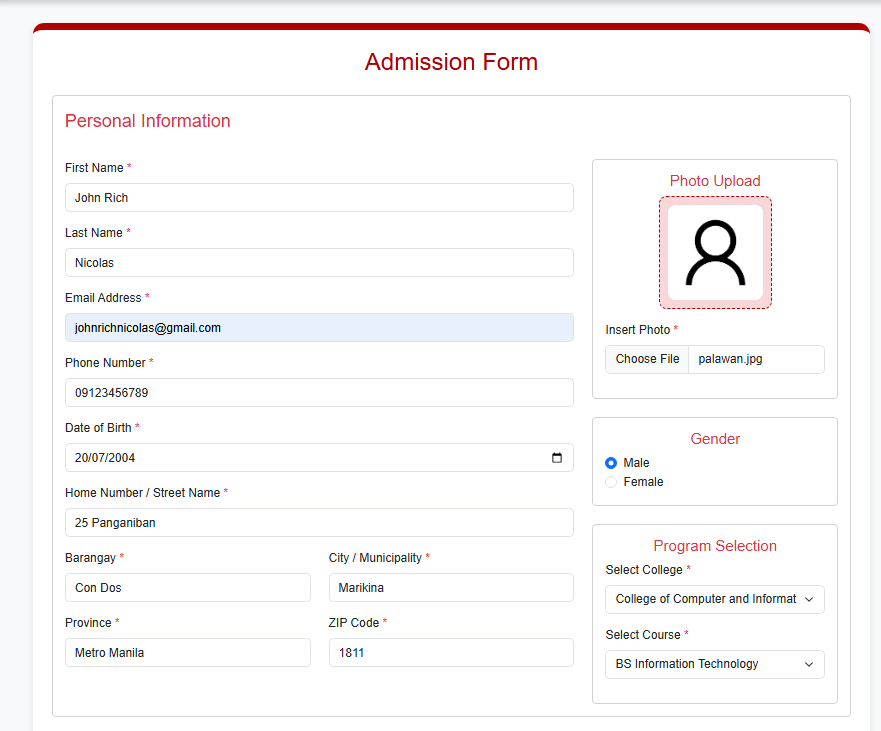 Admission Form
Personal Information
First Name *
John Rich
Last Name *
Nicolas
Email Address *
johnrichnicolas@gmail.com
Phone Number *
09123456789
Date of Birth *
20/07/2004
Home Number / Street Name *
25 Panganiban
Barangay *
City / Municipality *
Con Dos
Marikina
Province *
ZIP Code *
Metro Manila
1811
Photo Upload
Insert Photo *
Choose File palawan.jpg
Gender
Male
Female
Program Selection
Select College *
College of Computer and Informat
Select Course *
BS Information Technology